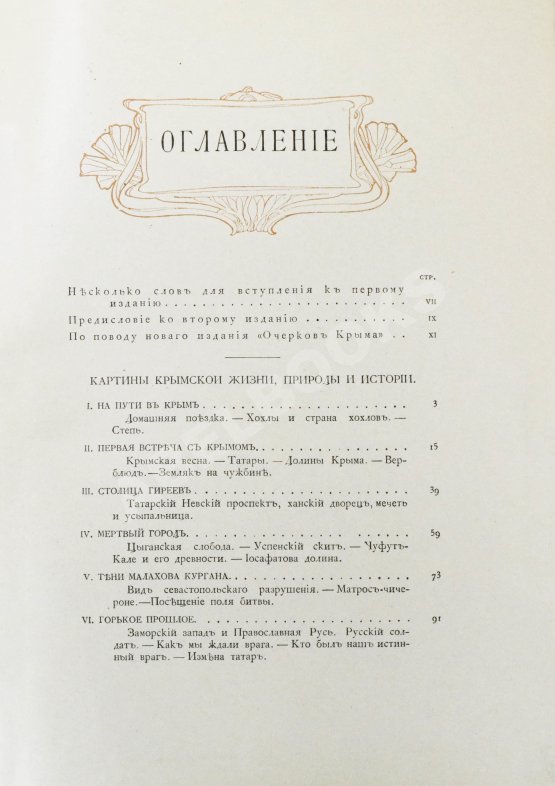 ОГЛАВЛЕНІЕ
СТР.
Нѣсколько словъ для вступленія къ первому
изданію . . . . . . . . . . . . . . . . . . . . . . . . VII
Предисловіе ко второму изданію . . . . . . . . . . . IX
По поводу новаго изданія «Очерковъ Крыма» . . XI
КАРТИНЫ КРЫМСКОЙ ЖИЗНИ, ПРИРОДЫ И ИСТОРІИ.
I. НА ПУТИ ВЪ КРЫМЪ . . . . . . . . . . . . . . . . . . . . 3
Домашняя поѣздка. — Хохлы и страна хохловъ. —
Степь.
II. ПЕРВАЯ ВСТРѢЧА СЪ КРЫМОМЪ. . . . . . . . . . . . . . . 15
Крымская весна. — Татары. — Долины Крыма. — Вер-
блюдъ. — Землякъ на чужбинѣ.
III. СТОЛИЦА ГИРЕЕВЪ . . . . . . . . . . . . . . . . . . . . . 39
Татарскій Невскій проспектъ, ханскій дворецъ, мечеть
и усыпальница.
IV. МЕРТВЫЙ ГОРОДЪ. . . . . . . . . . . . . . . . . . . . . 59
Цыганская слобода. — Успенскій скитъ. — Чуфутъ-
Кале и его древности. — Іосафатова долина.
V. ТѢНИ МАЛАХОВА КУРГАНА. . . . . . . . . . . . . . . . . . 73
Видъ севастопольскаго разрушенія. — Матросъ-чиче-
роне. — Посѣщеніе поля битвы.
VI. ГОРЬКОЕ ПРОШЛОЕ. . . . . . . . . . . . . . . . . . . . . 91
Заморскій западъ и Православная Русь. Русскій сол-
датъ. — Какъ мы ждали врага. — Кто былъ нашъ истин-
ный врагъ. — Измѣна татаръ.